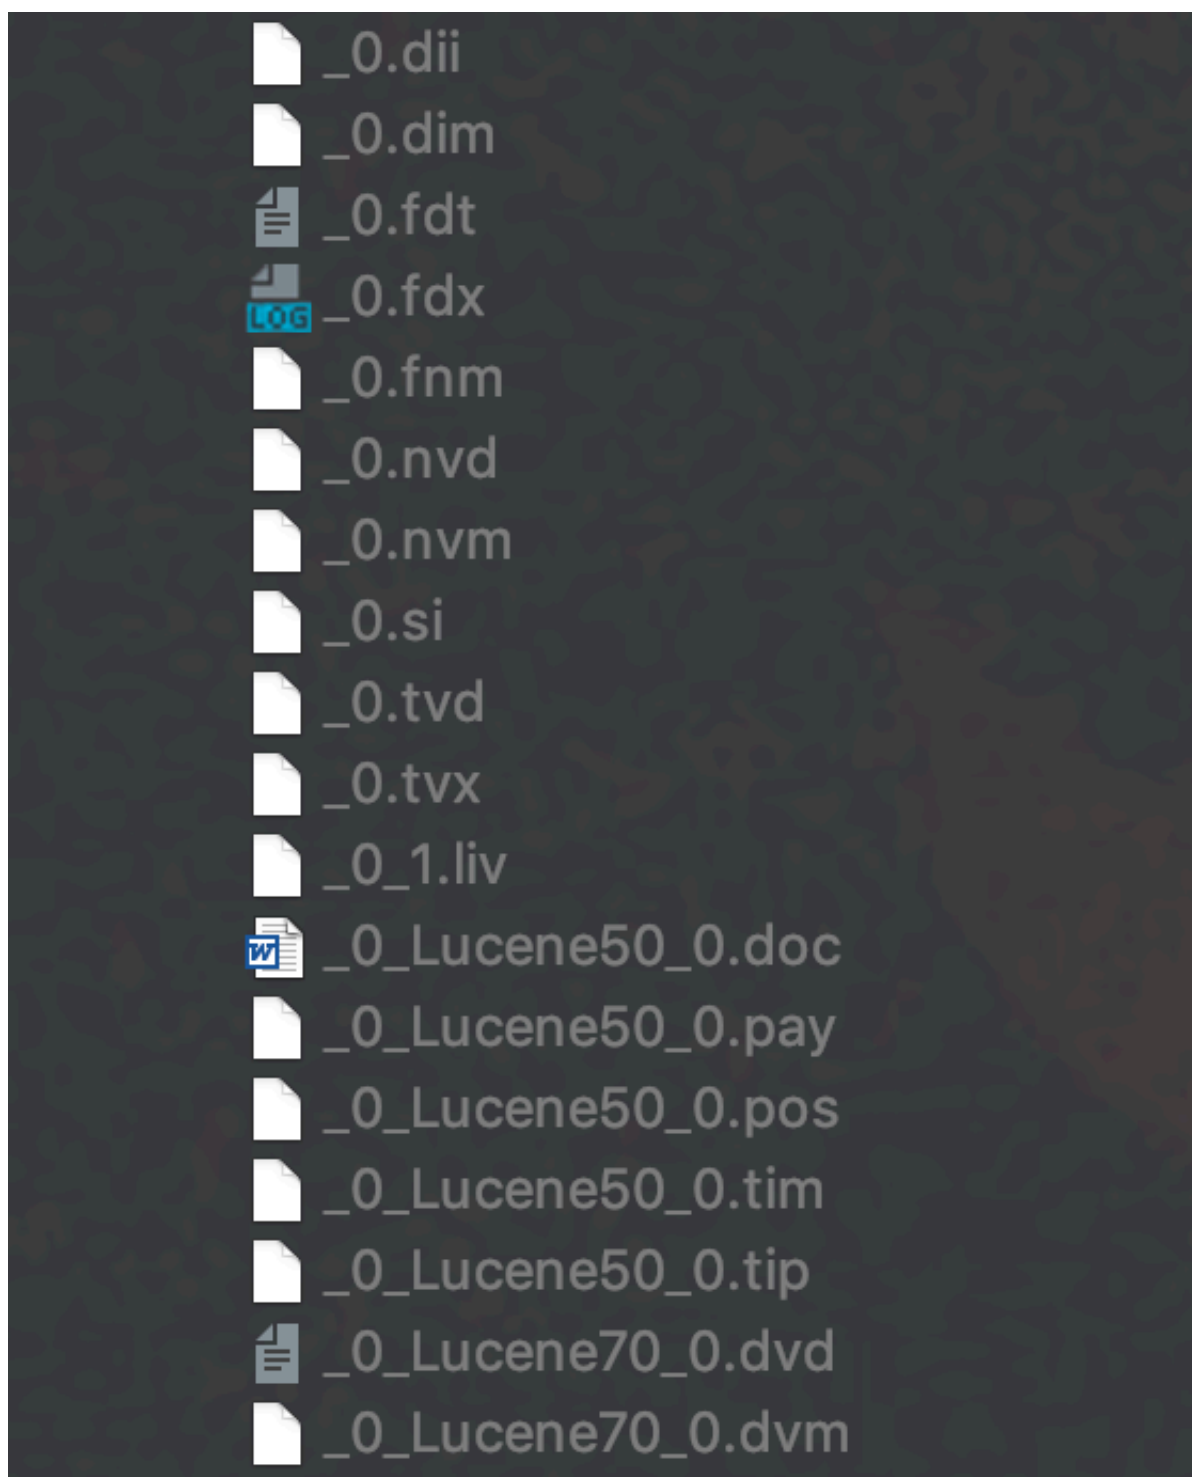 _0.dii
_0.dim
_0.fdt
LOG _0.fdx
_0.fnm
_0.nvd
_0.nvm
_0.si
_0.tvd
_0.tvx
_0_1.liv
W _0_Lucene50_0.doc
_0_Lucene50_0.pay
_0_Lucene50_0.pos
_0_Lucene50_0.tim
_0_Lucene50_0.tip
_0_Lucene70_0.dvd
_0_Lucene70_0.dvm